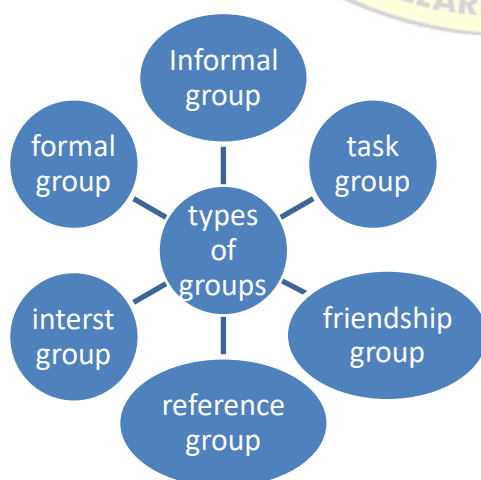 Informal
group
task
group
friendship
group
reference
group
interst
group
formal
group
types
of
groups